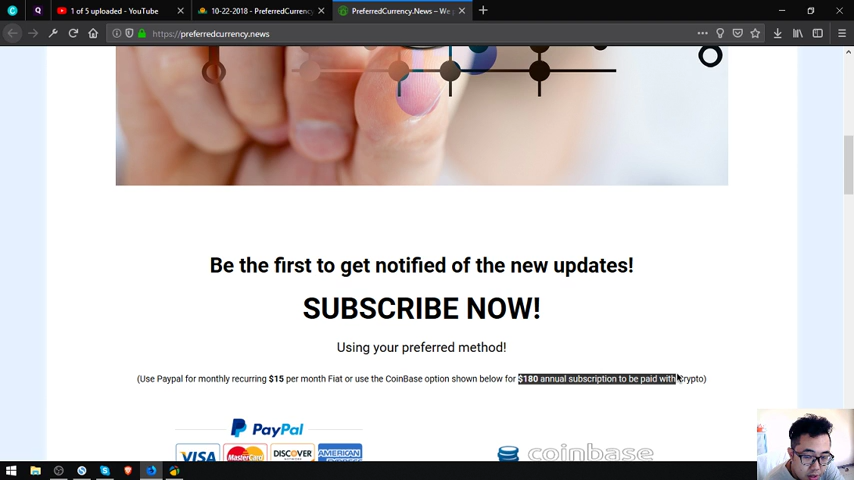 1 of 5 uploaded - YouTube
10-22-2018 - PreferredCurrency.N
PreferredCurrency.News – We p
https://preferredcurrency.news
Be the first to get notified of the new updates!
SUBSCRIBE NOW!
Using your preferred method!
(Use Paypal for monthly recurring $15 per month Fiat or use the CoinBase option shown below for $180 annual subscription to be paid with Crypto)
PayPal
coinbase
VISA MasterCard DISCOVER AMERICAN